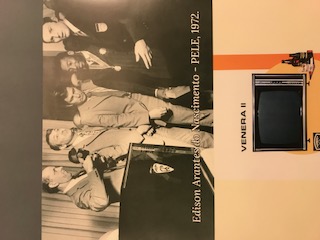 Edison Arantes do Nascimento - PELE, 1972.
VENERA II